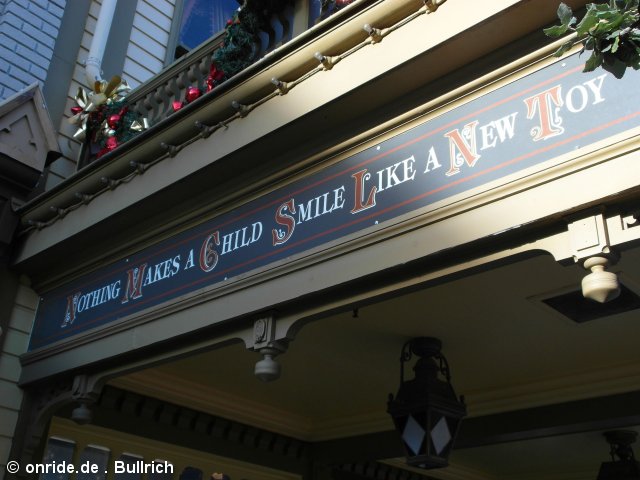 Nothing Makes a Child Smile Like a New Toy
© onride.de . Bullrich